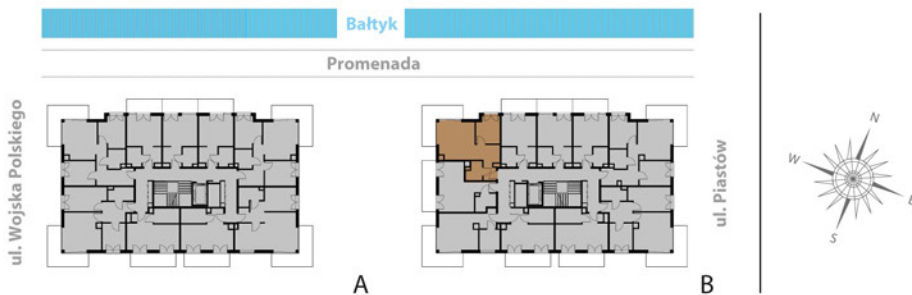 Bałtyk
Promenada
ul. Wojska Polskiego
ul. Piastów
A
B
N
W
E
S